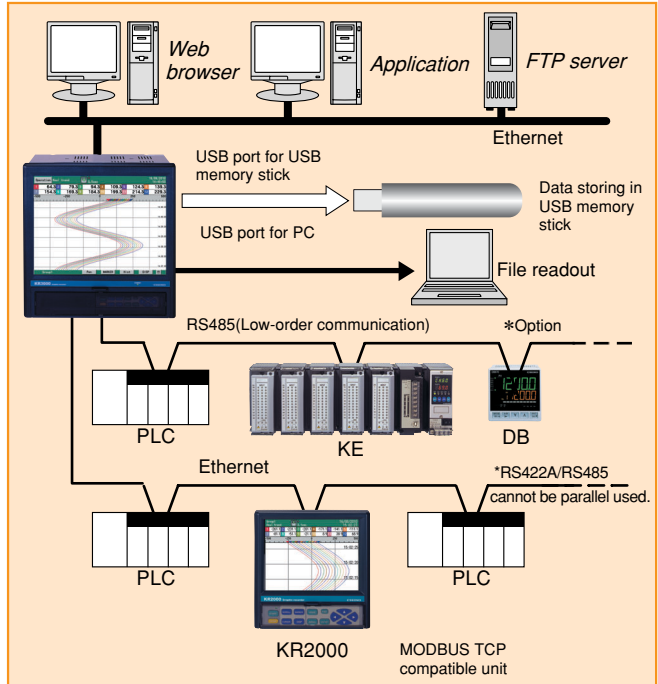 Web
browser
Application
FTP server
Ethernet
USB port for USB
memory stick
Data storing in
USB memory
stick
USB port for PC
File readout
KR2000
RS485(Low-order communication)
*Option
PLC
KE
DB
Ethernet
*RS422A/RS485
cannot be parallel used.
PLC
KR2000
PLC
KR2000
MODBUS TCP
compatible unit